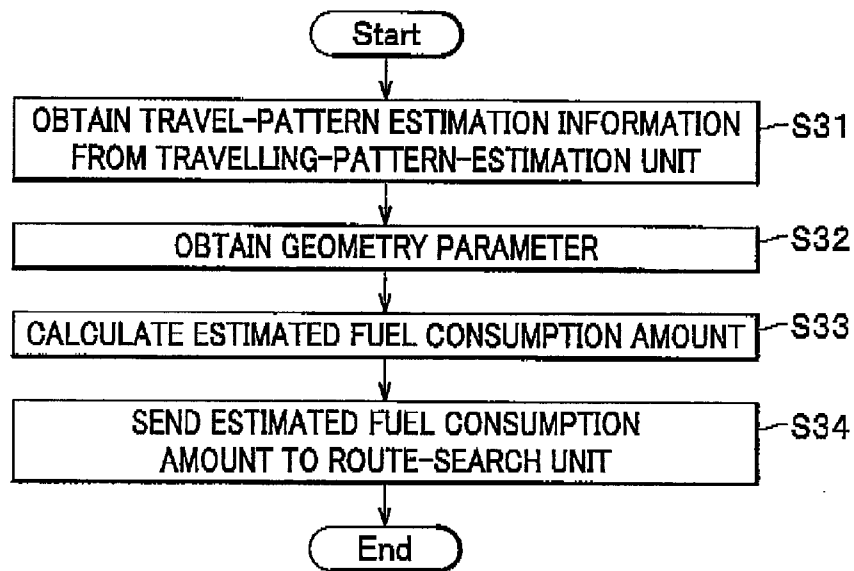 Start
OBTAIN TRAVEL-PATTERN ESTIMATION INFORMATION
FROM TRAVELLING-PATTERN-ESTIMATION UNIT
S31
OBTAIN GEOMETRY PARAMETER
S32
CALCULATE ESTIMATED FUEL CONSUMPTION AMOUNT
S33
SEND ESTIMATED FUEL CONSUMPTION
AMOUNT TO ROUTE-SEARCH UNIT
S34
End